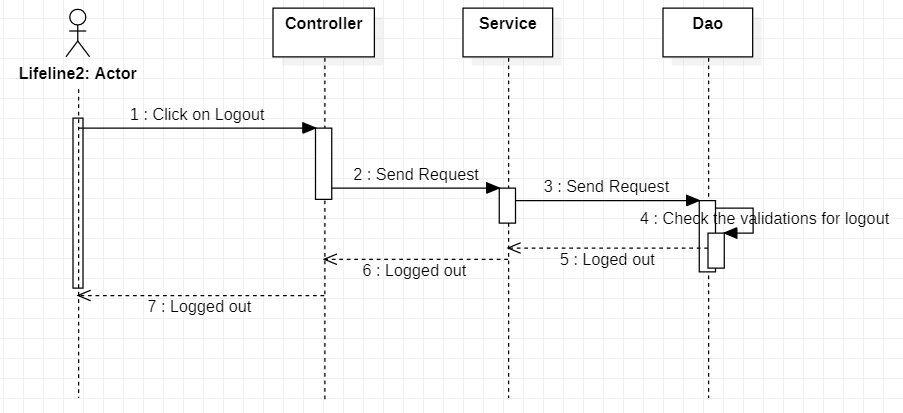 Controller
Service
Dao
Lifeline2: Actor
1 : Click on Logout
2 : Send Request
3 : Send Request
4 : Check the validations for logout
5 : Loged out
6 : Logged out
7 : Logged out